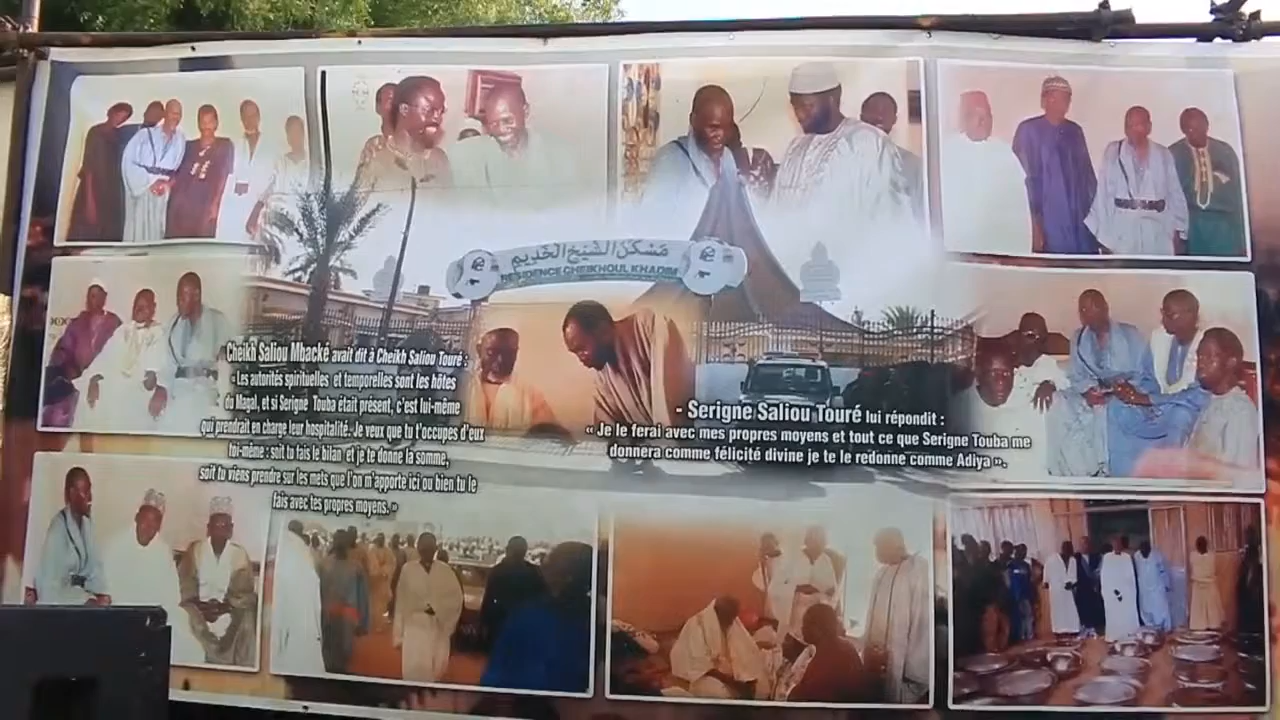 مسكن الشيخ الخديم
RESIDENCE CHEIKHOUL KHADIM
Cheikh Saliou Mbacké avait dit à Cheikh Saliou Touré :
« Les autorités spirituelles et temporelles sont les hôtes
du Magal, et si Serigne Touba était présent, c'est lui-même
qui prendrait en charge leur hospitalité. Je veux que tu t'occupes d'eux
toi-même : soit tu fais le bilan et je te donne la somme,
soit tu viens prendre sur les mets que l'on m'apporte ici ou bien tu le
fais avec tes propres moyens. »
- Serigne Saliou Touré lui répondit :
« Je le ferai avec mes propres moyens et tout ce que Serigne Touba me
donnera comme félicité divine je te le redonne comme Adiya ».